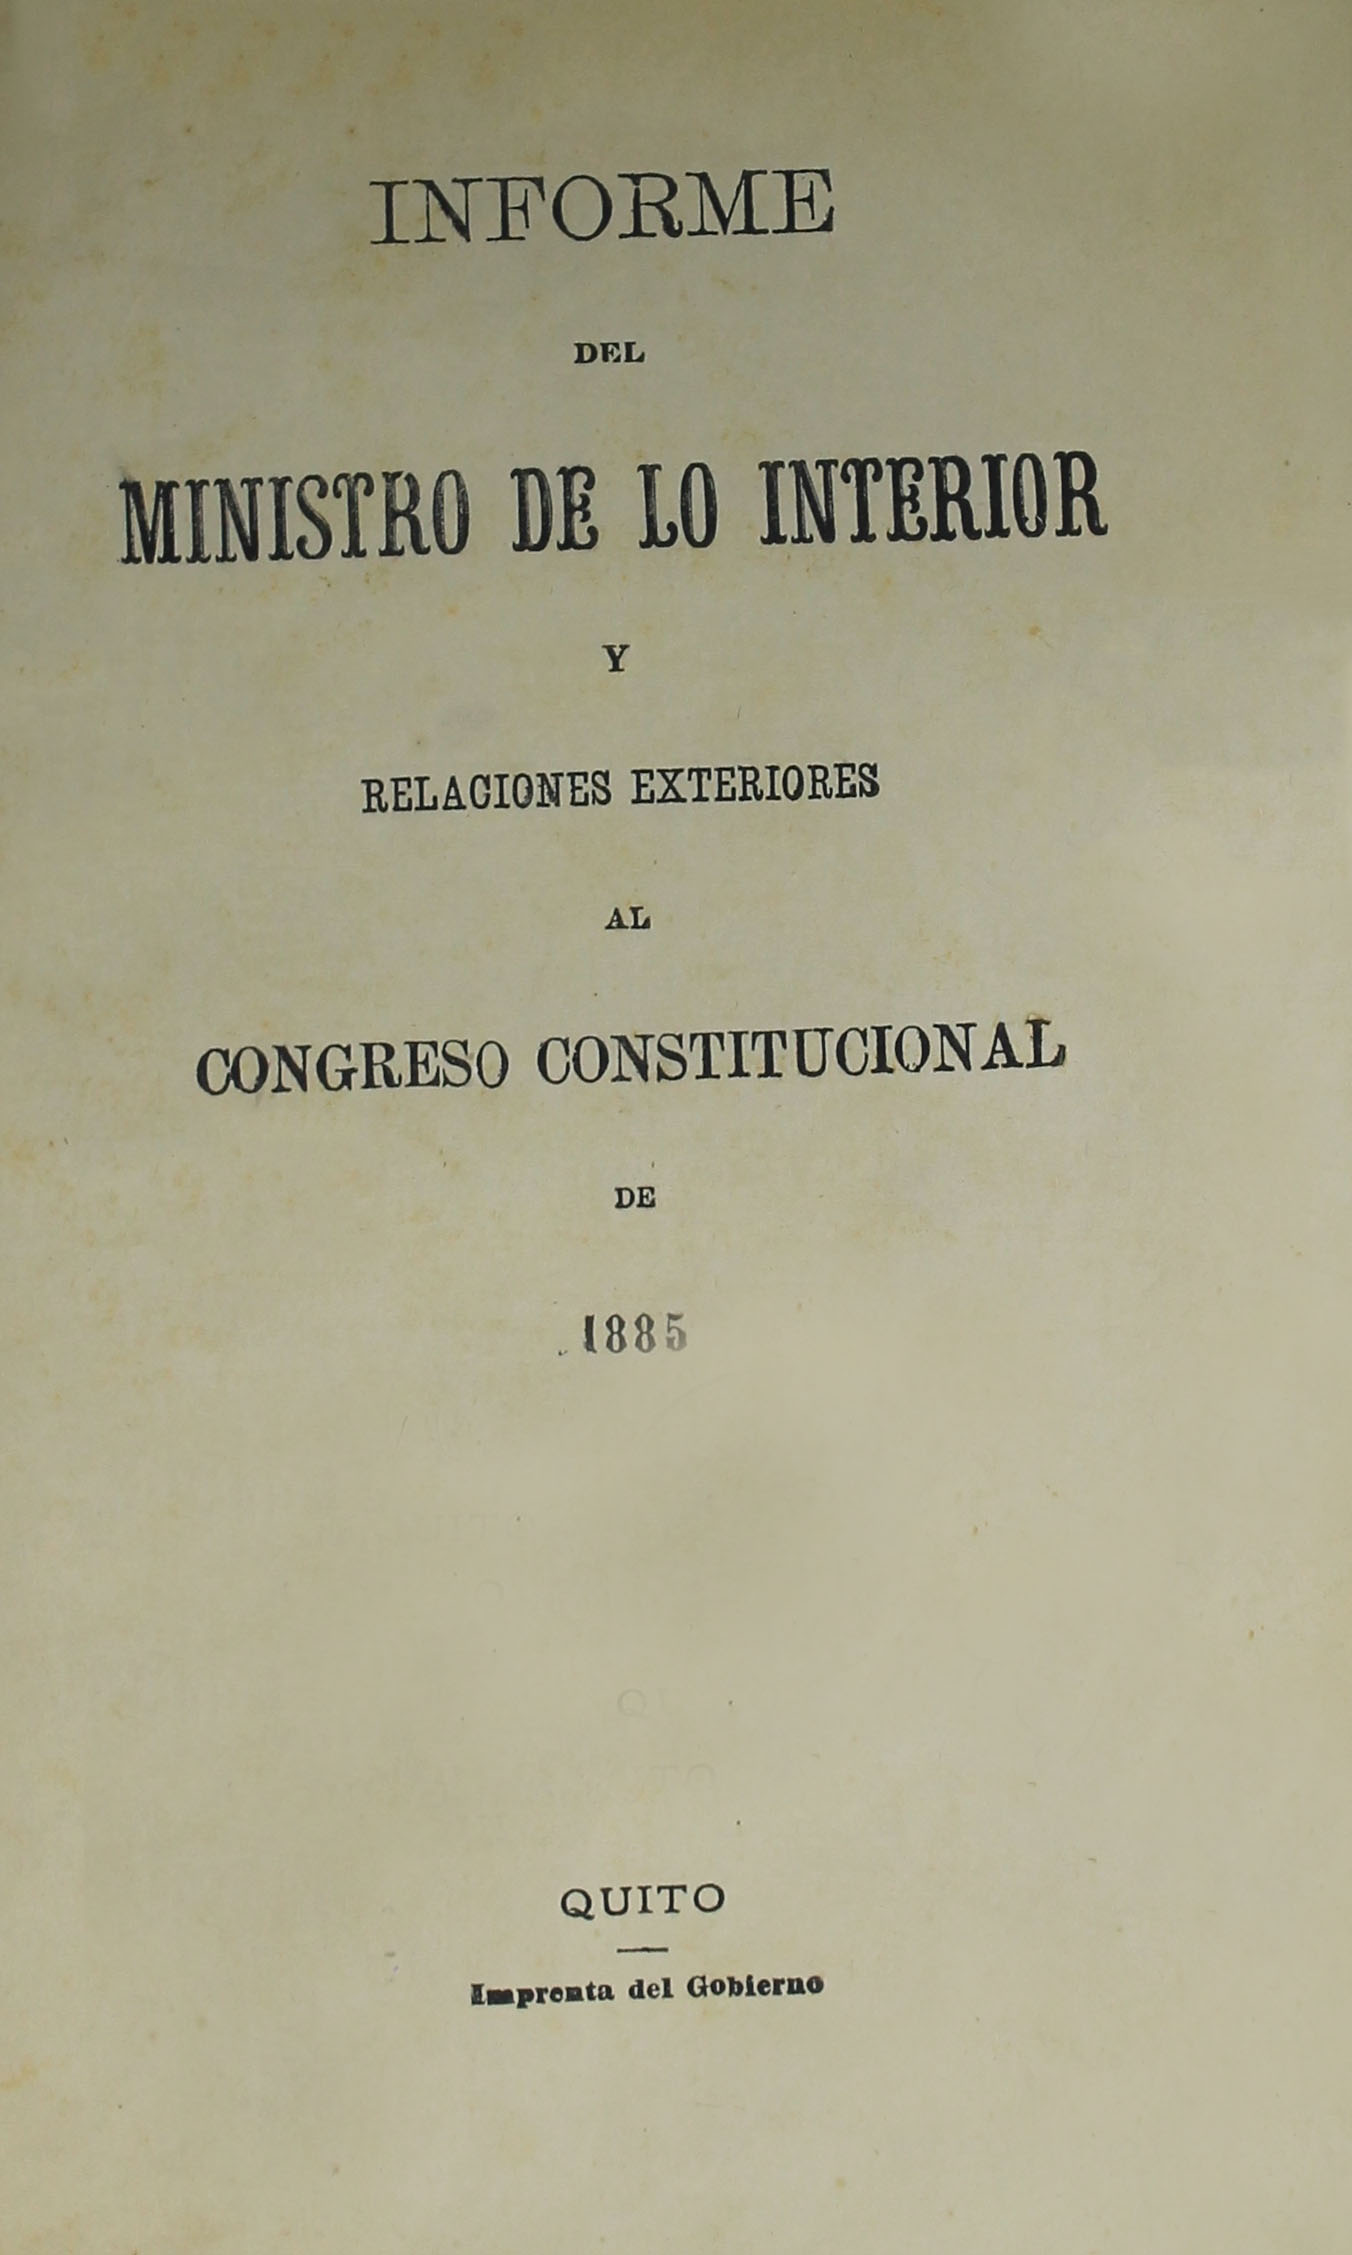 INFORME
DEL
MINISTRO DE LO INTERIOR
Y
RELACIONES EXTERIORES
AL
CONGRESO CONSTITUCIONAL
DE
1885
QUITO
Imprenta del Gobierno